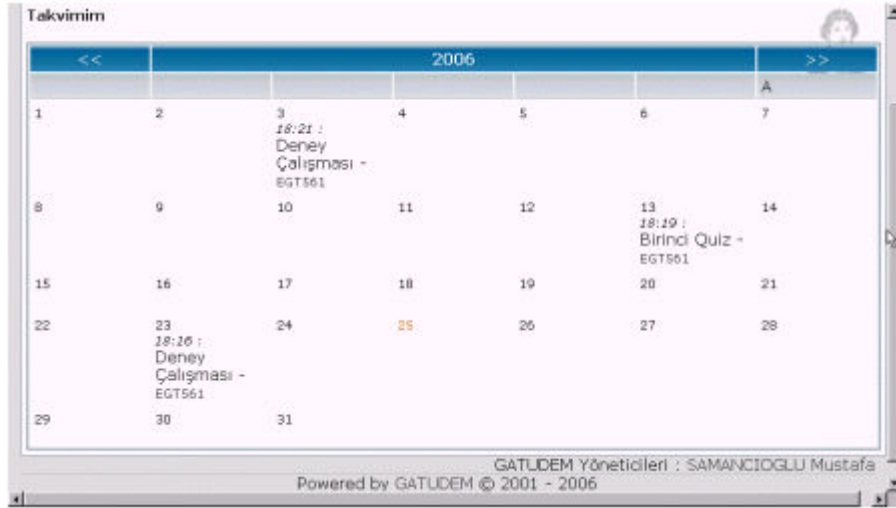 Takvimim
<< 2006 >>
A
1 2 3 4 5 6 7
18:21 :
Deney
Çalışması -
EGT561
8 9 10 11 12 13 14
18:19 :
Birinci Quiz -
EGT561
15 16 17 18 19 20 21
22 23 24 25 26 27 28
18:16 :
Deney
Çalışması -
EGT561
29 30 31
GATUDEM Yöneticileri : SAMANCIOGLU Mustafa
Powered by GATUDEM © 2001 - 2006